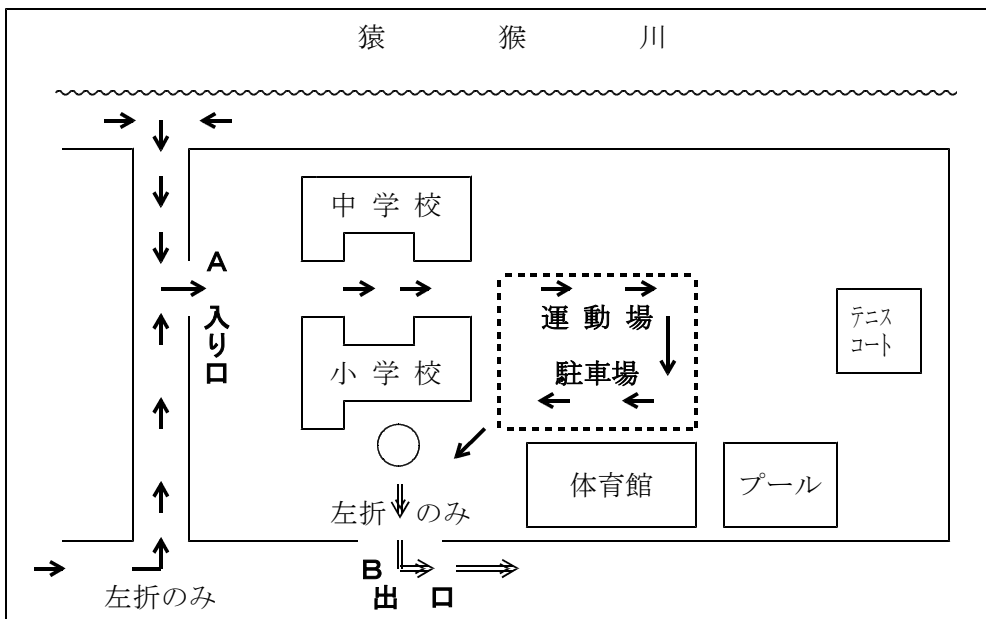 猿 猴 川
中 学 校
A
入り口
運 動 場
駐車場
テニス
コート
小 学 校
体育館
プール
左折 のみ
B
出 口
左折のみ